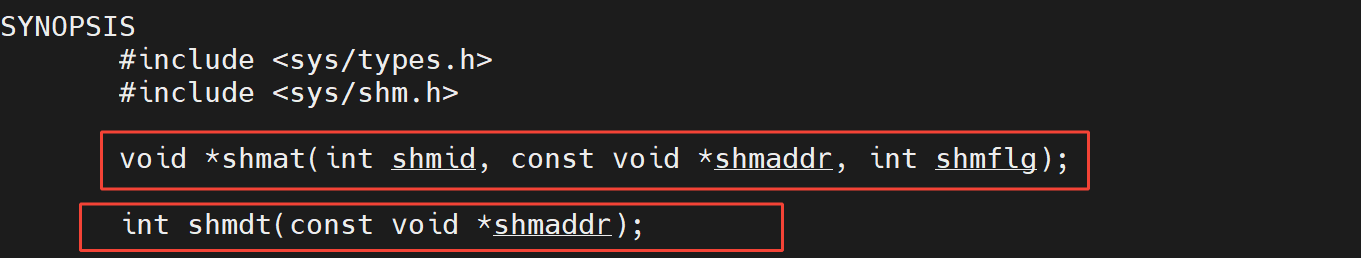 SYNOPSIS
#include <sys/types.h>
#include <sys/shm.h>
void *shmat(int shmid, const void *shmaddr, int shmflg);
int shmdt(const void *shmaddr);